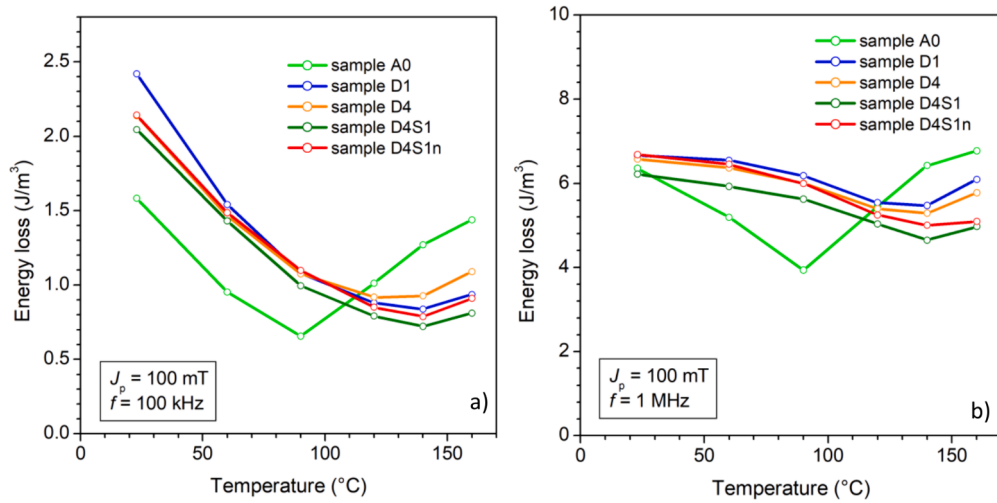 2.5
2.0
1.5
1.0
0.5
0.0
Energy loss (J/m³)
sample A0
sample D1
sample D4
sample D4S1
sample D4S1n
Jp = 100 mT
f = 100 kHz
a)
0
50
100
150
Temperature (°C)
10
8
6
4
2
0
Energy loss (J/m³)
sample A0
sample D1
sample D4
sample D4S1
sample D4S1n
Jp = 100 mT
f = 1 MHz
b)
0
50
100
150
Temperature (°C)